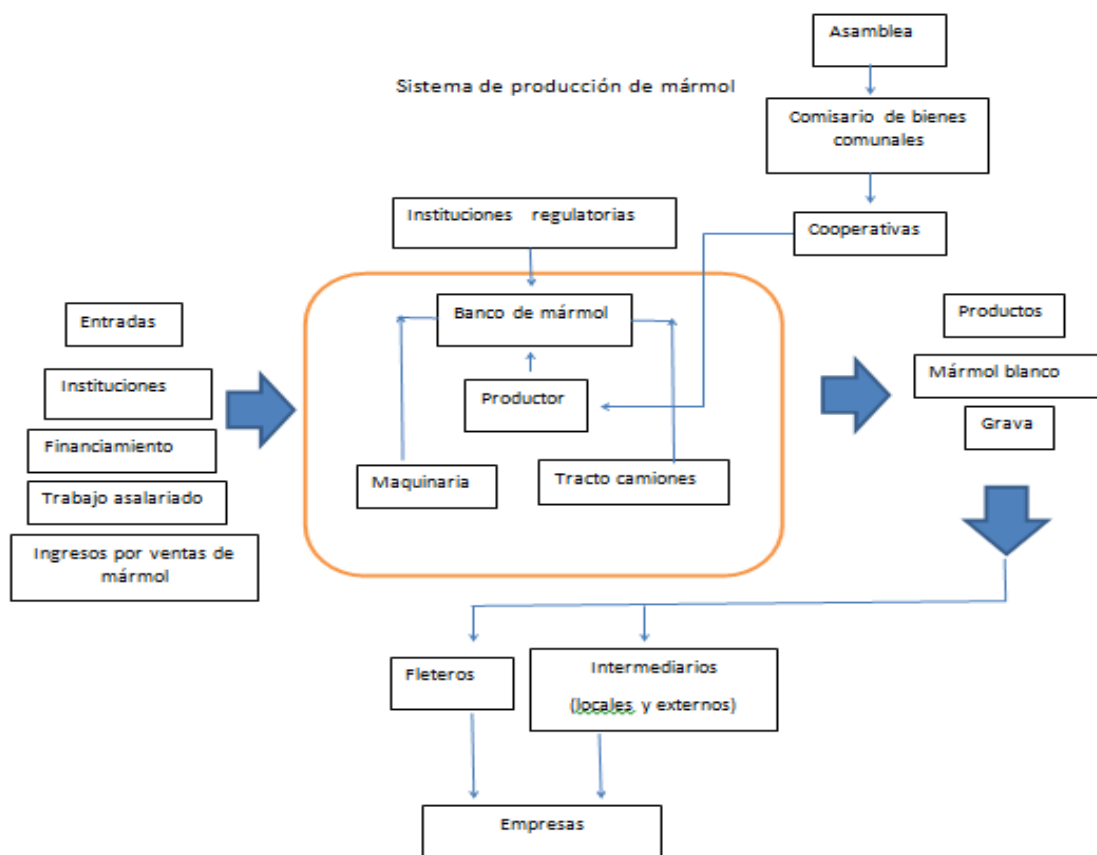 Asamblea
Sistema de producción de mármol
Comisario de bienes
comunales
Instituciones regulatorias
Cooperativas
Entradas
Instituciones
Financiamiento
Trabajo asalariado
Ingresos por ventas de
mármol
Banco de mármol
Productor
Maquinaria
Tracto camiones
Productos
Mármol blanco
Grava
Fleteros
Intermediarios
(locales y externos)
Empresas